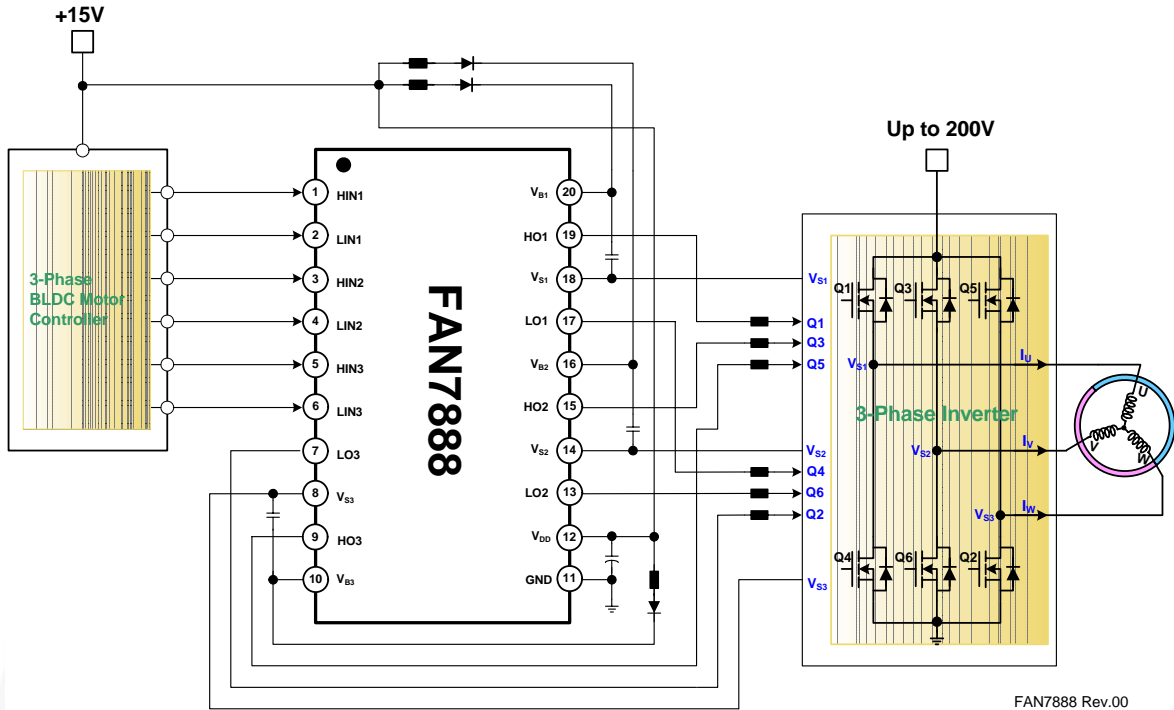 +15V
Up to 200V
3-Phase
BLDC Motor
Controller
1
HIN1
2
LIN1
3
HIN2
4
LIN2
5
HIN3
6
LIN3
7
LO3
8
VS3
9
HO3
10
VB3
FAN7888
VB1
20
HO1
19
VS1
18
LO1
17
VB2
16
HO2
15
VS2
14
LO2
13
VDD
12
GND
11
VS1
Q1
Q3
Q5
VS2
Q4
Q6
Q2
VS3
Q1
Q3
Q5
VS1
IU
3-Phase Inverter
VS2
IV
VS3
IW
Q4
Q6
Q2
U
V
W
FAN7888 Rev.00